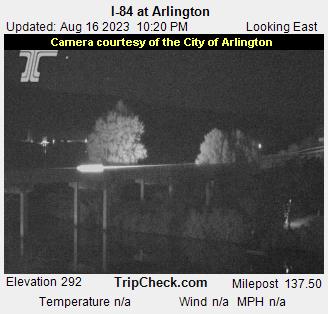 I-84 at Arlington
Updated: Aug 16 2023 10:20 PM Looking East
Camera courtesy of the City of Arlington
Elevation 292 TripCheck.com Milepost 137.50
Temperature n/a Wind n/a MPH n/a